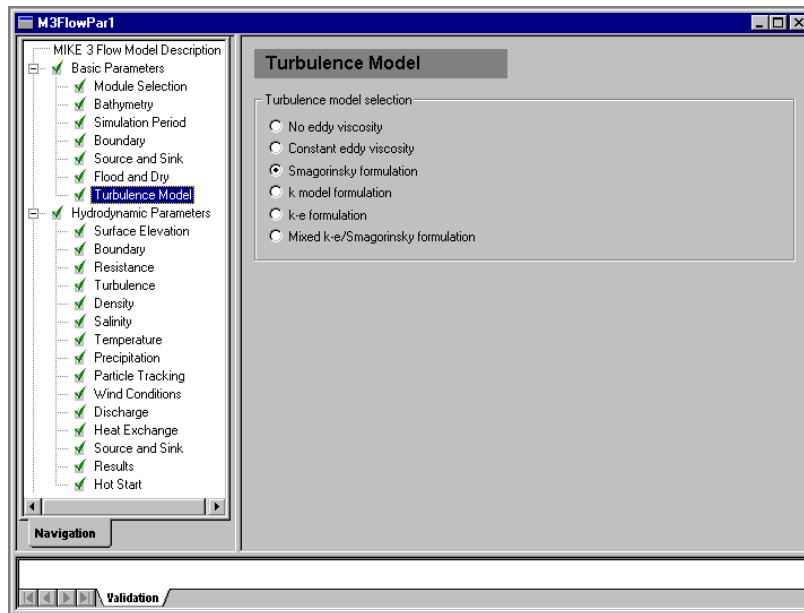 M3FlowPar1
MIKE 3 Flow Model Description
Basic Parameters
Module Selection
Bathymetry
Simulation Period
Boundary
Source and Sink
Flood and Dry
Turbulence Model
Hydrodynamic Parameters
Surface Elevation
Boundary
Resistance
Turbulence
Density
Salinity
Temperature
Precipitation
Particle Tracking
Wind Conditions
Discharge
Heat Exchange
Source and Sink
Results
Hot Start
Navigation
Turbulence Model
Turbulence model selection
No eddy viscosity
Constant eddy viscosity
Smagorinsky formulation
k model formulation
k-e formulation
Mixed k-e/Smagorinsky formulation
Validation